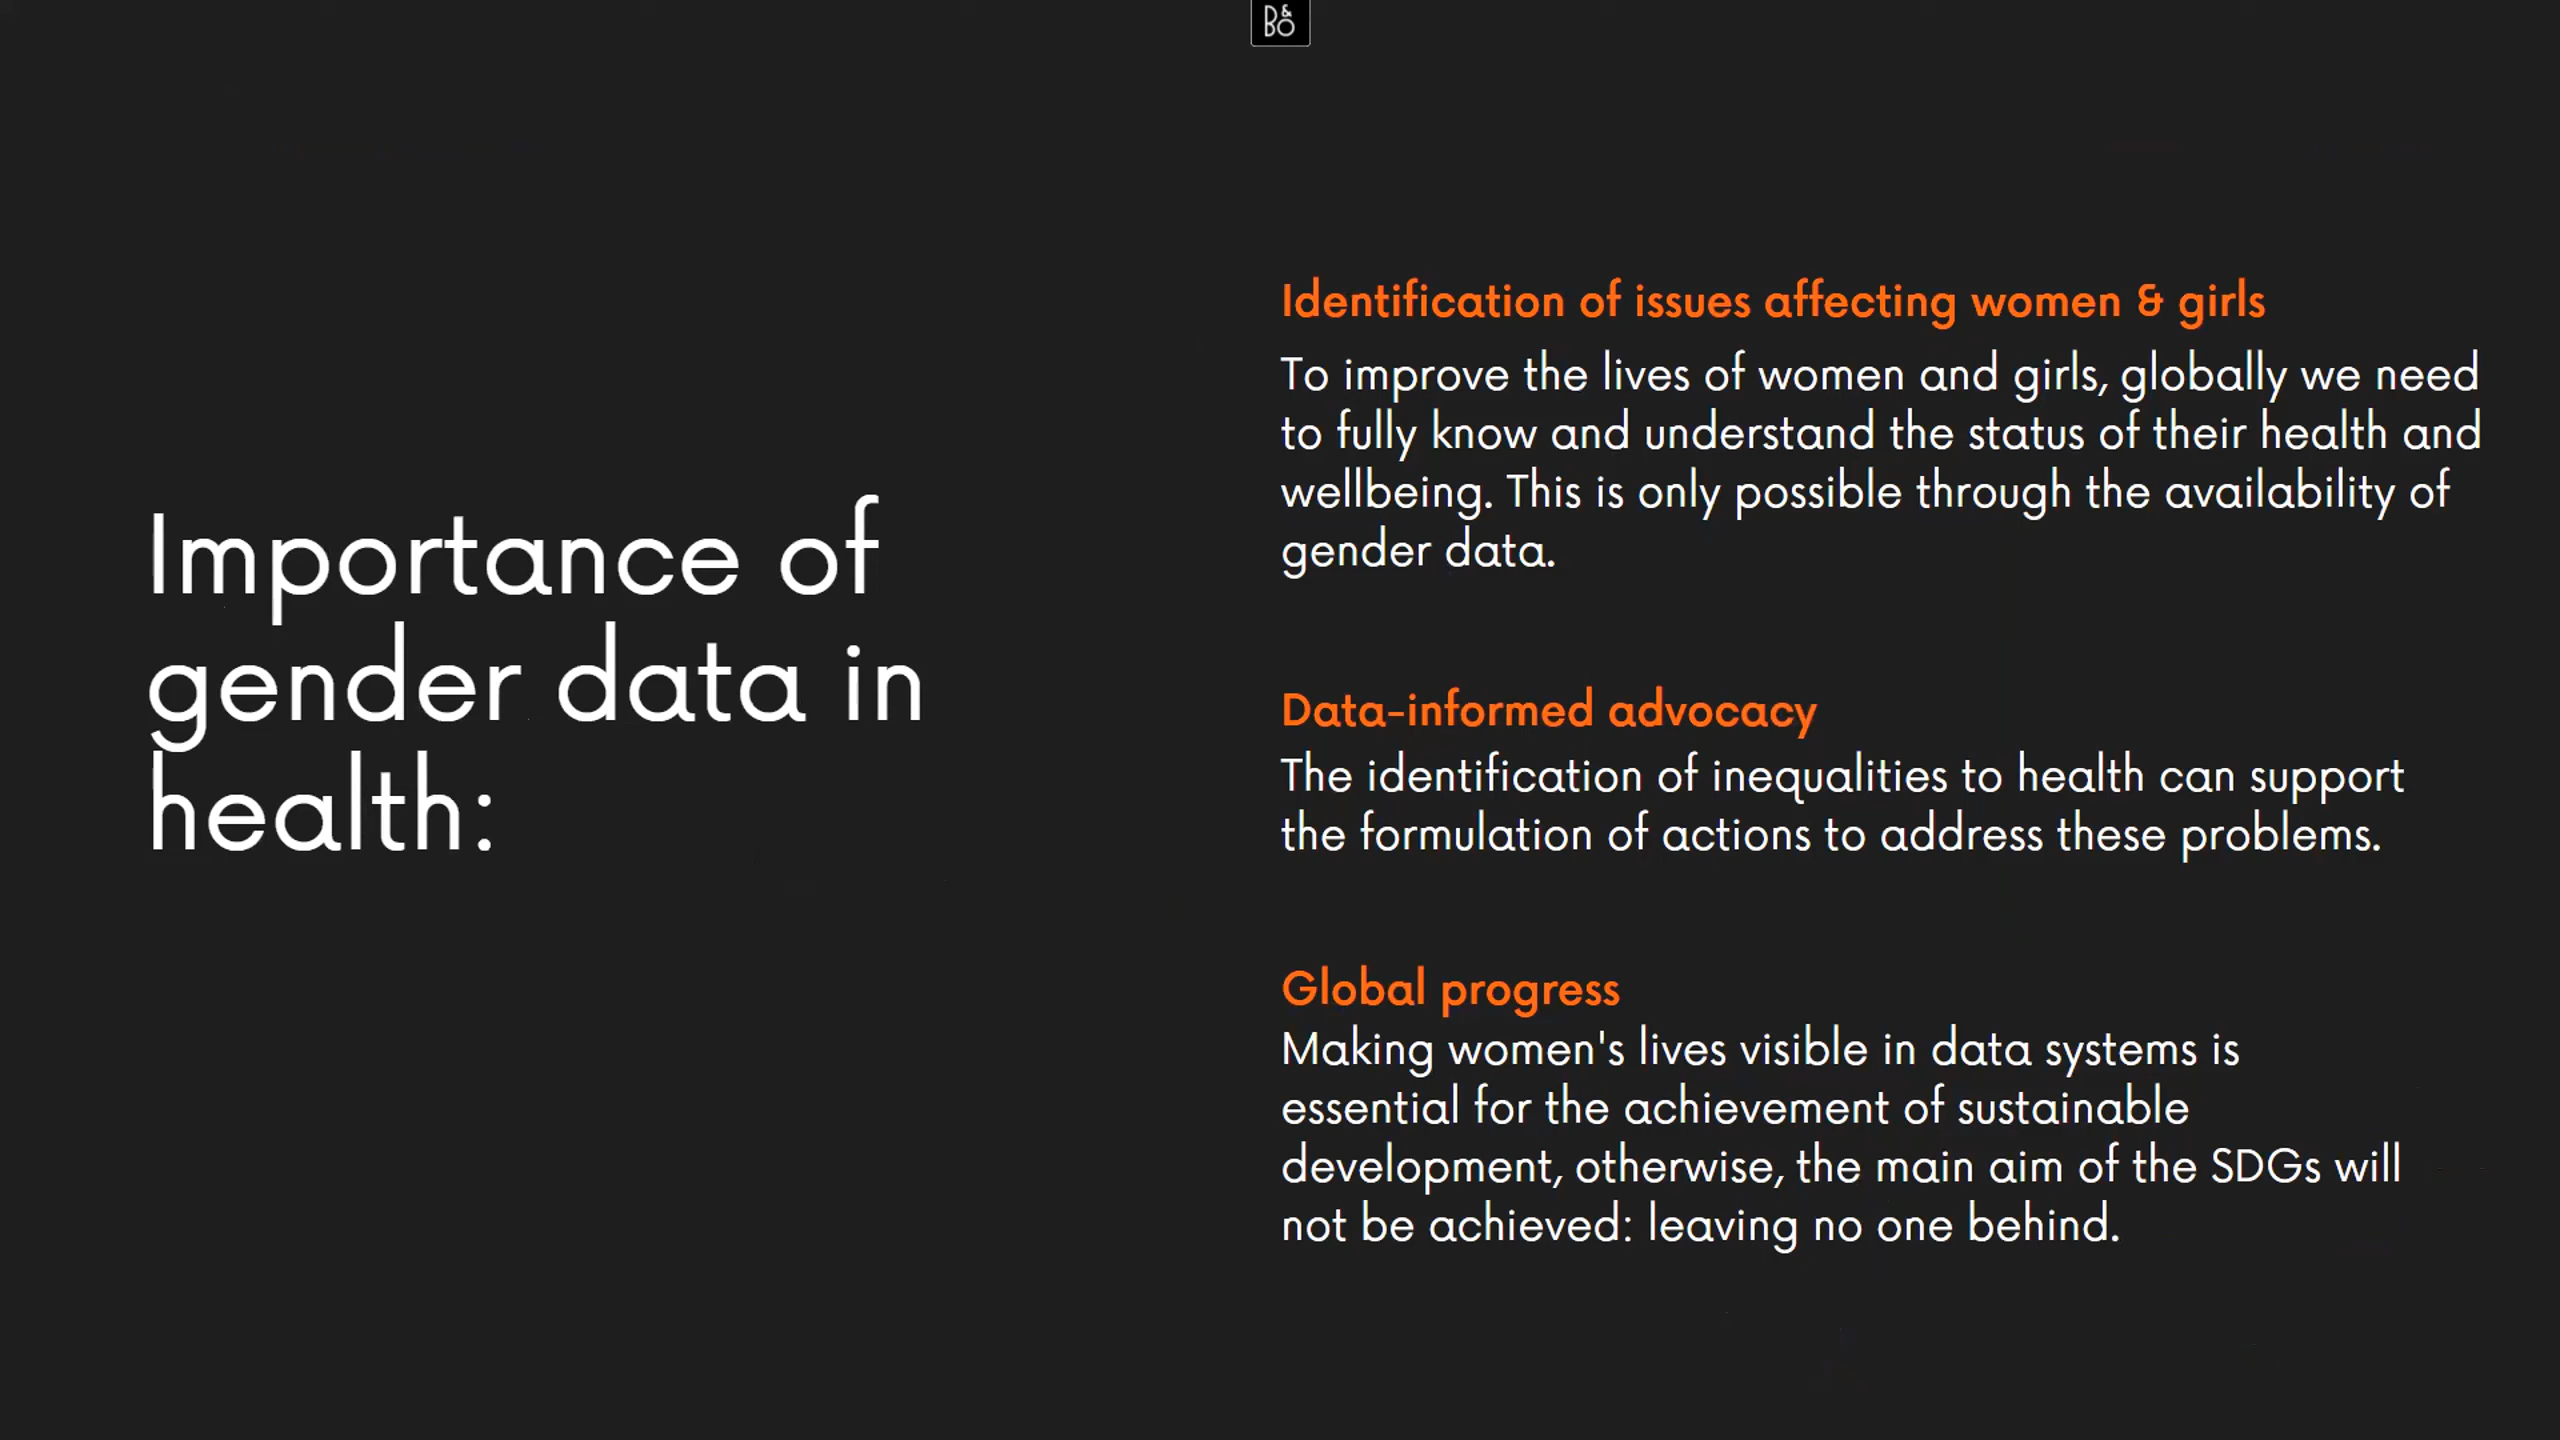 B&O
Importance of
gender data in
health:
Identification of issues affecting women & girls
To improve the lives of women and girls, globally we need
to fully know and understand the status of their health and
wellbeing. This is only possible through the availability of
gender data.
Data-informed advocacy
The identification of inequalities to health can support
the formulation of actions to address these problems.
Global progress
Making women's lives visible in data systems is
essential for the achievement of sustainable
development, otherwise, the main aim of the SDGs will
not be achieved: leaving no one behind.